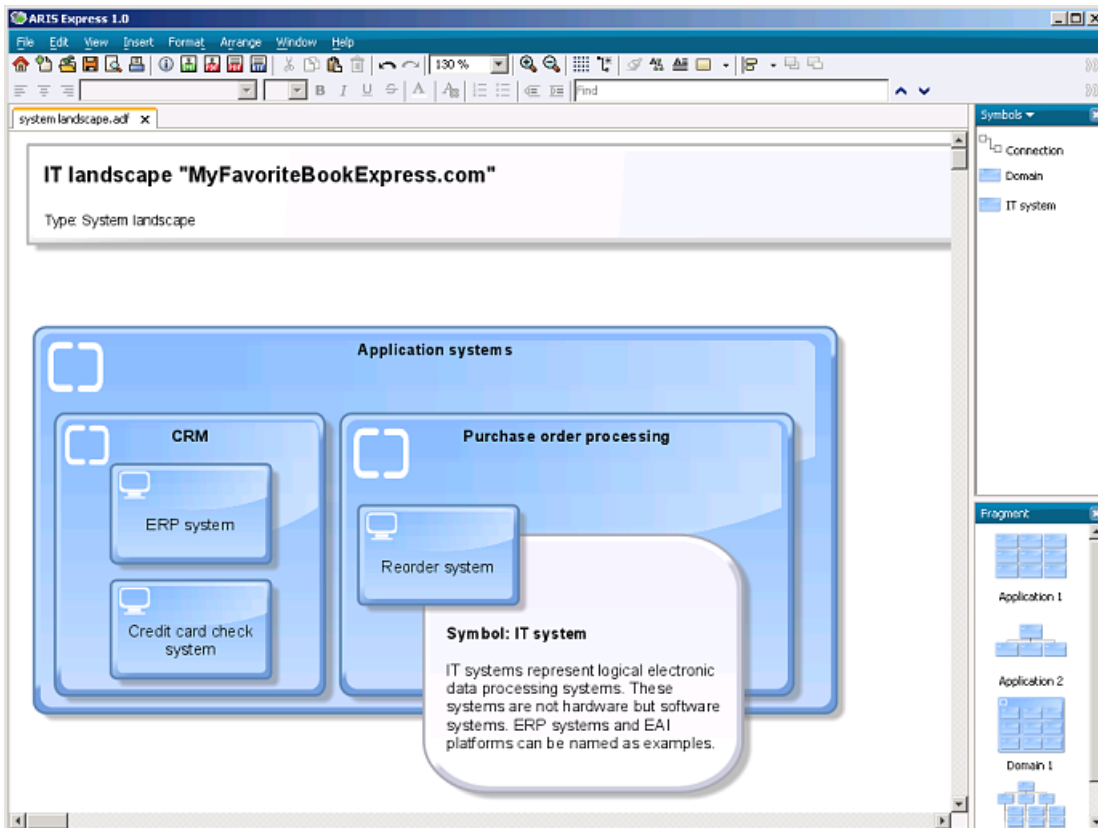 ARIS Express 1.0
File Edit View Insert Format Arrange Window Help
130 %
B I U S A
Find
system landscape.adf x
Symbols
IT landscape "MyFavoriteBookExpress.com"
Type: System landscape
Connection
Domain
IT system
Application systems
CRM
Purchase order processing
ERP system
Reorder system
Credit card check
system
Symbol: IT system
IT systems represent logical electronic
data processing systems. These
systems are not hardware but software
systems. ERP systems and EAI
platforms can be named as examples.
Fragment
Application 1
Application 2
Domain 1